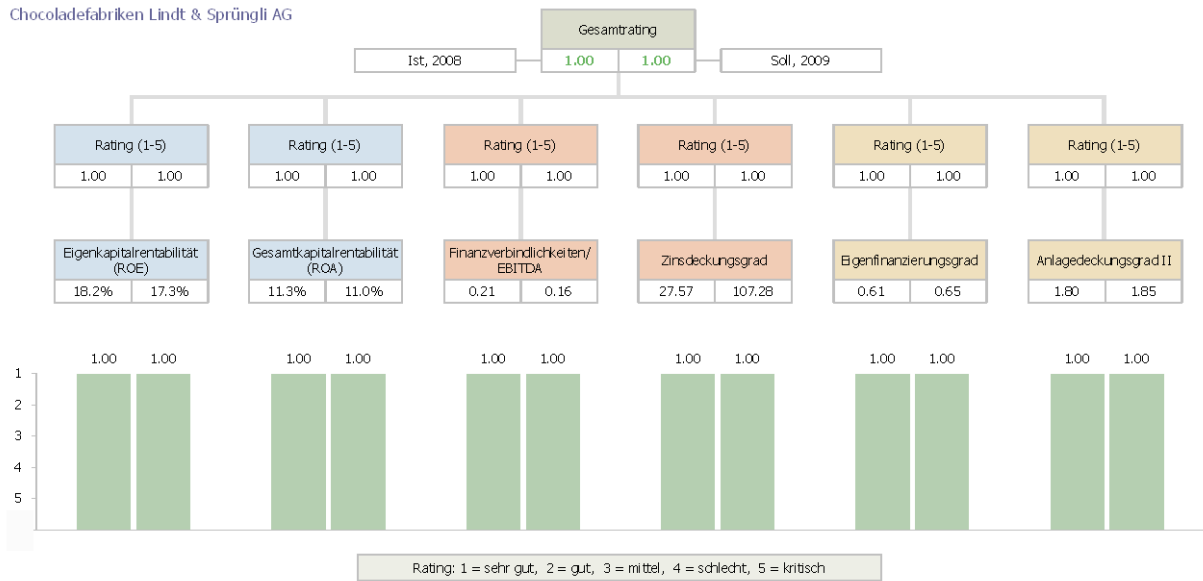 Chocoladefabriken Lindt & Sprüngli AG
Gesamtrating
Ist, 2008 1.00 1.00 Soll, 2009
Rating (1-5) Rating (1-5) Rating (1-5) Rating (1-5) Rating (1-5) Rating (1-5)
1.00 1.00 1.00 1.00 1.00 1.00 1.00 1.00 1.00 1.00 1.00 1.00
Eigenkapitalrentabilität
(ROE)
Gesamtkapitalrentabilität
(ROA)
Finanzverbindlichkeiten/
EBITDA
Zinsdeckungsgrad
Eigenfinanzierungsgrad
Anlagedeckungsgrad II
18.2% 17.3% 11.3% 11.0% 0.21 0.16 27.57 107.28 0.61 0.65 1.80 1.85
1.00 1.00 1.00 1.00 1.00 1.00 1.00 1.00 1.00 1.00 1.00 1.00
1
2
3
4
5
Rating: 1 = sehr gut, 2 = gut, 3 = mittel, 4 = schlecht, 5 = kritisch